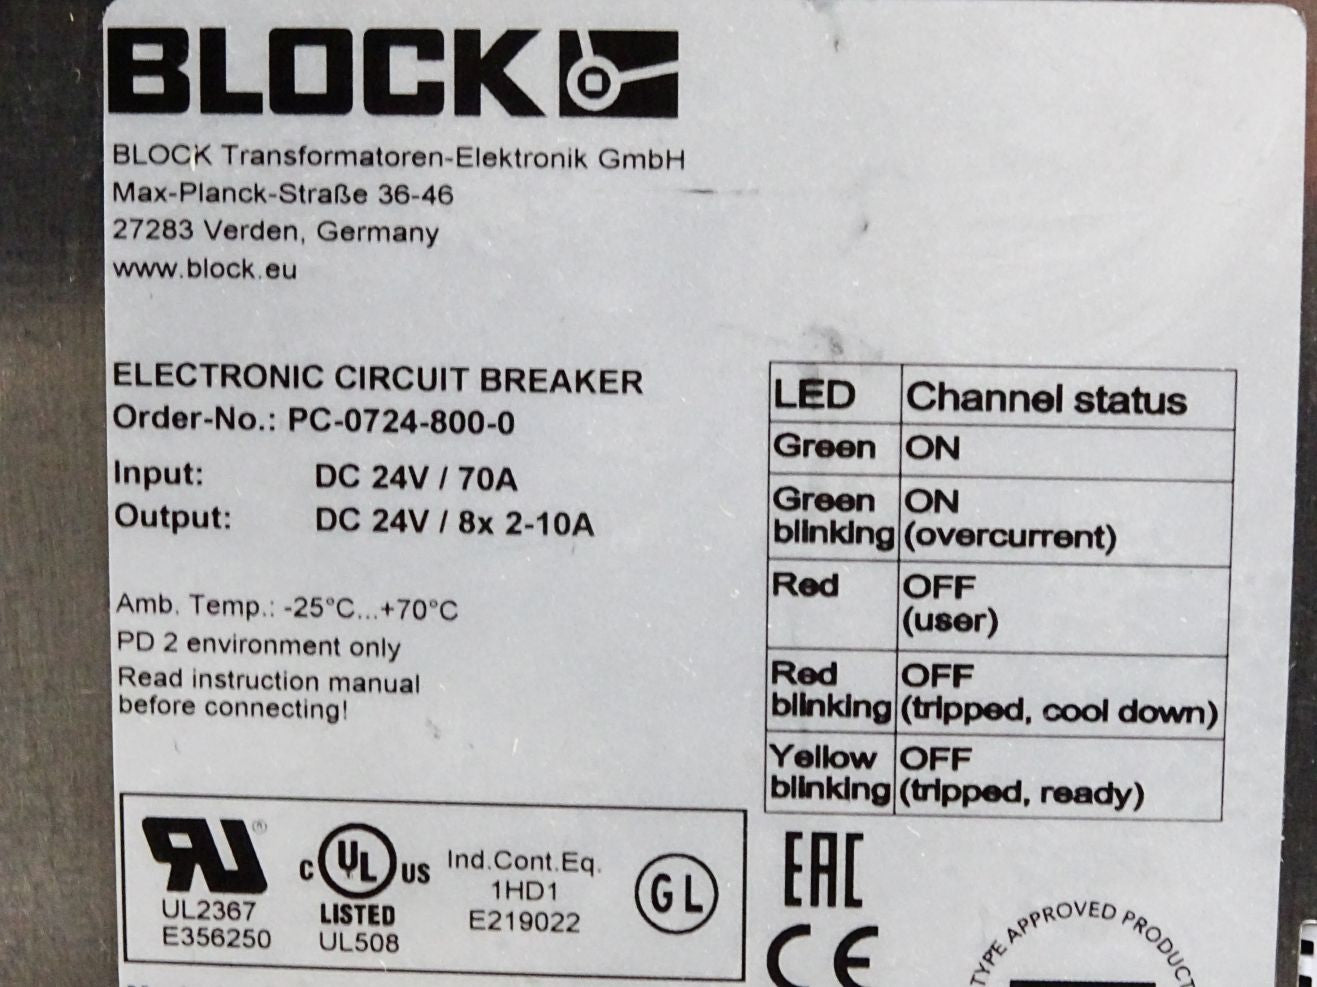 BLOCK
BLOCK Transformatoren-Elektronik GmbH
Max-Planck-Straße 36-46
27283 Verden, Germany
www.block.eu
ELECTRONIC CIRCUIT BREAKER
Order-No.: PC-0724-800-0
Input: DC 24V / 70A
Output: DC 24V / 8x 2-10A
Amb. Temp.: -25°C...+70°C
PD 2 environment only
Read instruction manual
before connecting!
LED Channel status
Green ON
Green ON
blinking (overcurrent)
Red OFF
(user)
Red OFF
blinking (tripped, cool down)
Yellow OFF
blinking (tripped, ready)
UL2367
E356250
C UL US
LISTED
UL508
Ind.Cont.Eq.
1HD1
E219022
GL
EAC
CE
TYPE APPROVED PRODUCT